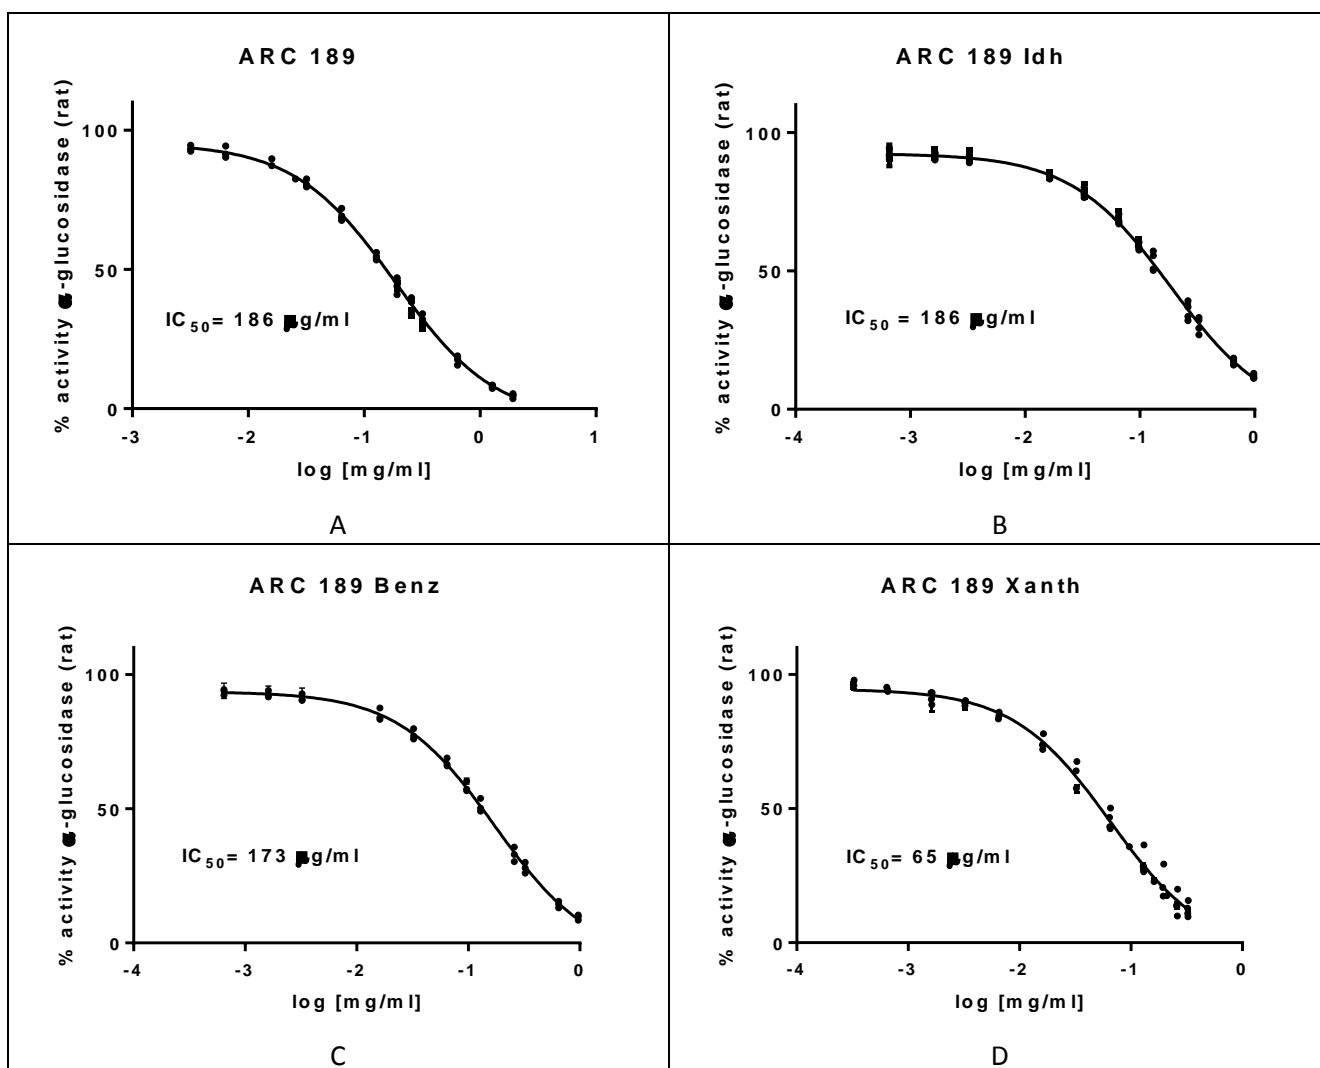 ARC 189
% activity α-glucosidase (rat)
100
50
0
IC50= 186 g/ml
-3 -2 -1 0 1
log [mg/ml]
A
ARC 189 Idh
% activity α-glucosidase (rat)
100
50
0
IC50 = 186 g/ml
-4 -3 -2 -1 0
log [mg/ml]
B
ARC 189 Benz
% activity α-glucosidase (rat)
100
50
0
IC50= 173 g/ml
-4 -3 -2 -1 0
log [mg/ml]
C
ARC 189 Xanth
% activity α-glucosidase (rat)
100
50
0
IC50= 65 g/ml
-4 -3 -2 -1 0
log [mg/ml]
D